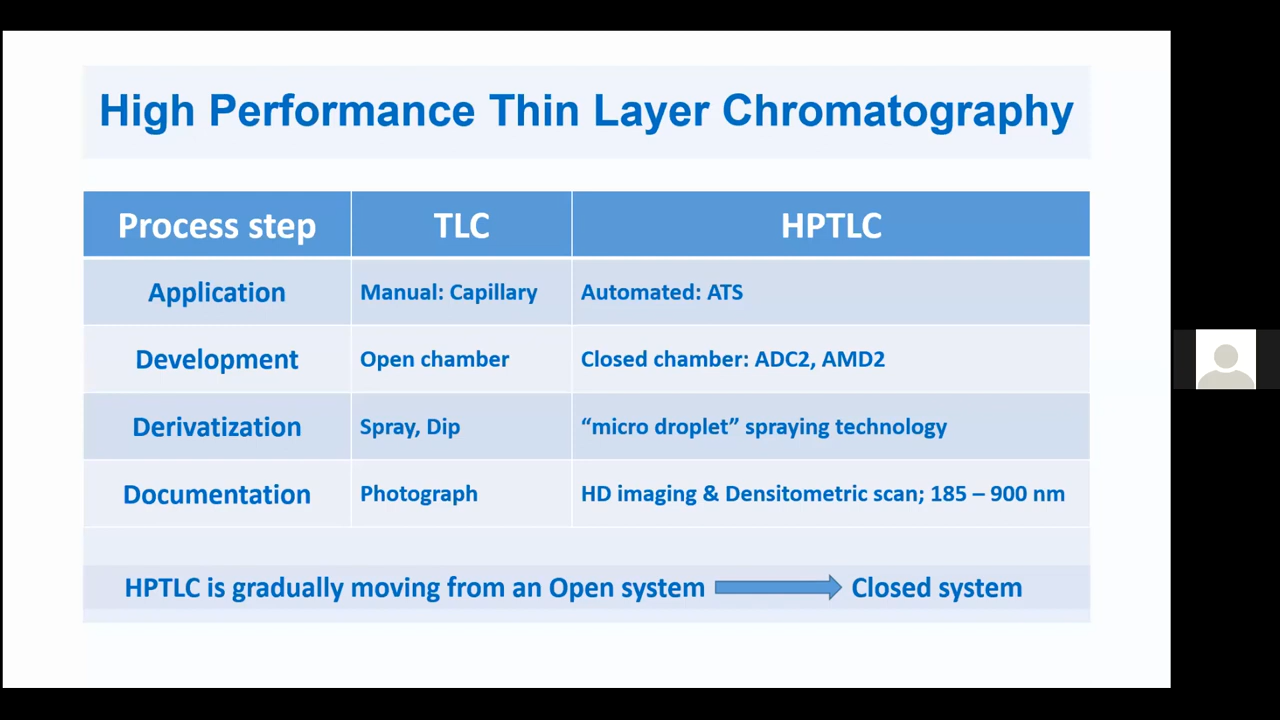 High Performance Thin Layer Chromatography
Process step TLC HPTLC
Application Manual: Capillary Automated: ATS
Development Open chamber Closed chamber: ADC2, AMD2
Derivatization Spray, Dip “micro droplet” spraying technology
Documentation Photograph HD imaging & Densitometric scan; 185 – 900 nm
HPTLC is gradually moving from an Open system Closed system